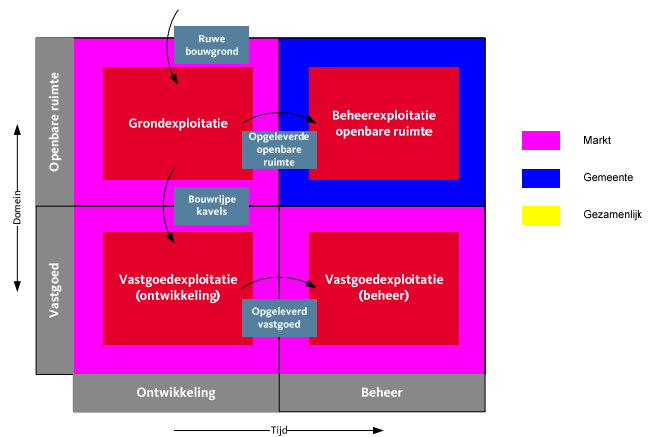 Ruwe
bouwgrond
Openbare ruimte
Grondexploitatie
Beheerexploitatie
openbare ruimte
Opgeleverde
openbare
ruimte
Markt
Gemeente
Gezamenlijk
Domein
Bouwrijpe
kavels
Vastgoed
Vastgoedexploitatie
(ontwikkeling)
Vastgoedexploitatie
(beheer)
Opgeleverd
vastgoed
Ontwikkeling
Beheer
Tijd